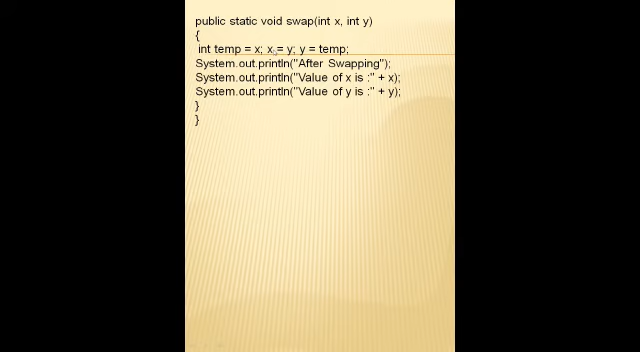 public static void swap(int x, int y)
{
int temp = x; x = y; y = temp;
System.out.println("After Swapping");
System.out.println("Value of x is :" + x);
System.out.println("Value of y is :" + y);
}
}